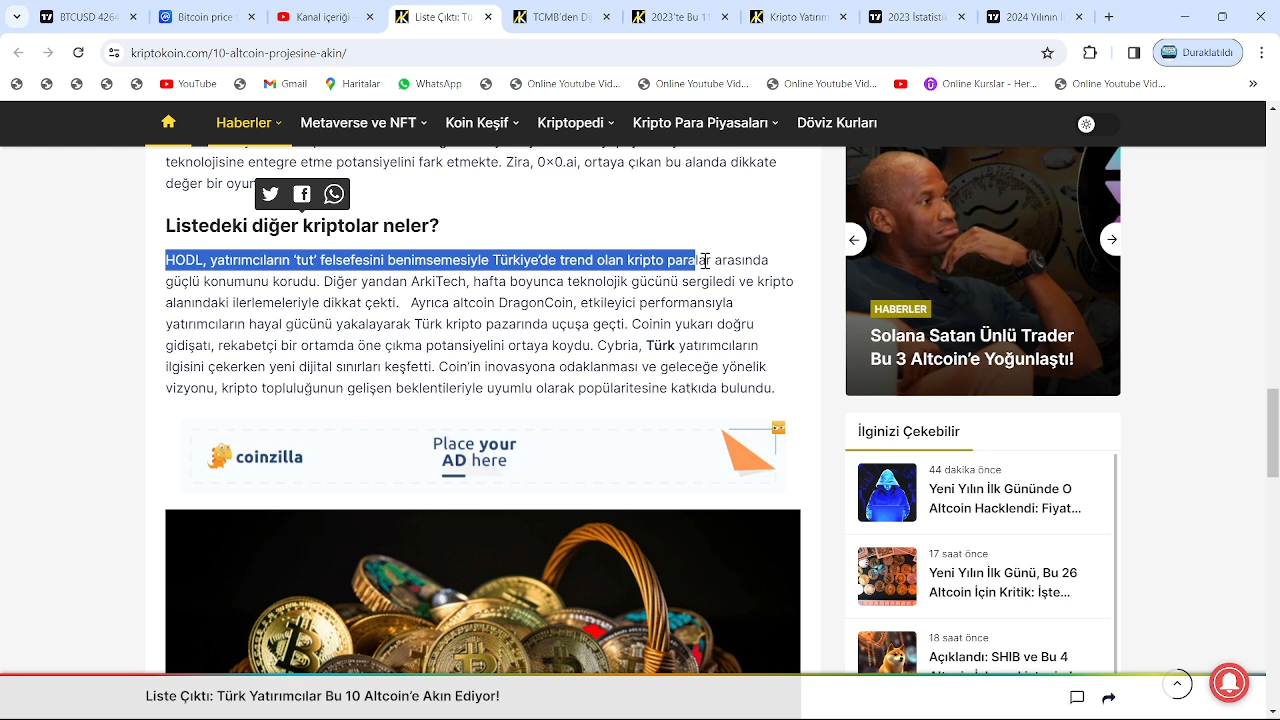 BTCUSD 4264
Bitcoin price
Kanal içeriği -
Liste Çıktı: Tü
TCMB'den Dİ
2023'te Bu 1
Kripto Yatırın
2023 İstatisti
2024 Yılının İ
kriptokoin.com/10-altcoin-projesine-akin/
Duraklatıldı
YouTube
Gmail
Haritalar
WhatsApp
Online Youtube Vid...
Online Youtube Vid...
Online Youtube Vid...
Online Kurslar - Her...
Online Youtube Vid...
Haberler
Metaverse ve NFT
Koin Keşif
Kriptopedi
Kripto Para Piyasaları
Döviz Kurları
teknolojisine entegre etme potansiyelini fark etmekte. Zira, 0x0.ai, ortaya çıkan bu alanda dikkate
değer bir oyun
Listedeki diğer kriptolar neler?
HODL, yatırımcıların 'tut' felsefesini benimsemesiyle Türkiye'de trend olan kripto paralar arasında
güçlü konumunu korudu. Diğer yandan ArkiTech, hafta boyunca teknolojik gücünü sergiledi ve kripto
alanındaki ilerlemeleriyle dikkat çekti. Ayrıca altcoin DragonCoin, etkileyici performansıyla
yatırımcıların hayal gücünü yakalayarak Türk kripto pazarında uçuşa geçti. Coinin yukarı doğru
gidişatı, rekabetçi bir ortamda öne çıkma potansiyelini ortaya koydu. Cybria, Türk yatırımcıların
ilgisini çekerken yeni dijital sınırları keşfetti. Coin'in inovasyona odaklanması ve geleceğe yönelik
vizyonu, kripto topluluğunun gelişen beklentileriyle uyumlu olarak popülaritesine katkıda bulundu.
coinzilla
Place your
AD here
HABERLER
Solana Satan Ünlü Trader
Bu 3 Altcoin'e Yoğunlaştı!
İlginizi Çekebilir
44 dakika önce
Yeni Yılın İlk Gününde O
Altcoin Hacklendi: Fiyat...
17 saat önce
Yeni Yılın İlk Günü, Bu 26
Altcoin İçin Kritik: İşte...
18 saat önce
Açıklandı: SHIB ve Bu 4
Liste Çıktı: Türk Yatırımcılar Bu 10 Altcoin'e Akın Ediyor!